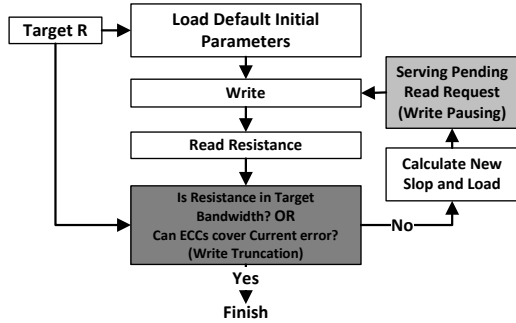 Target R
Load Default Initial
Parameters
Write
Serving Pending
Read Request
(Write Pausing)
Read Resistance
Calculate New
Slop and Load
Is Resistance in Target
Bandwidth? OR
Can ECCs cover Current error?
(Write Truncation)
No
Yes
Finish